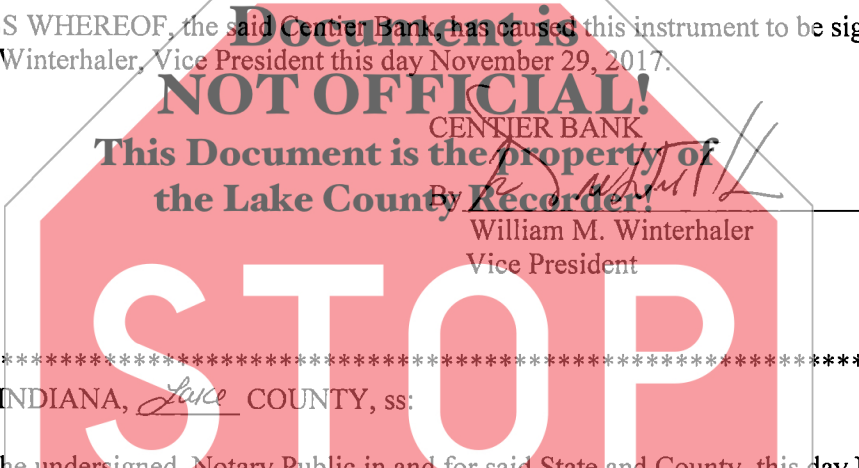 S WHEREOF, the said Centier Bank, has caused this instrument to be sig
Winterhaler, Vice President this day November 29, 2017.
Document is
NOT OFFICIAL!
This Document is the property of
the Lake County Recorder!
CENTIER BANK
By
William M. Winterhaler
Vice President
STOP
***********************************************************
INDIANA, Lake COUNTY, ss:
he undersigned, Notary Public in and for said State and County, this day